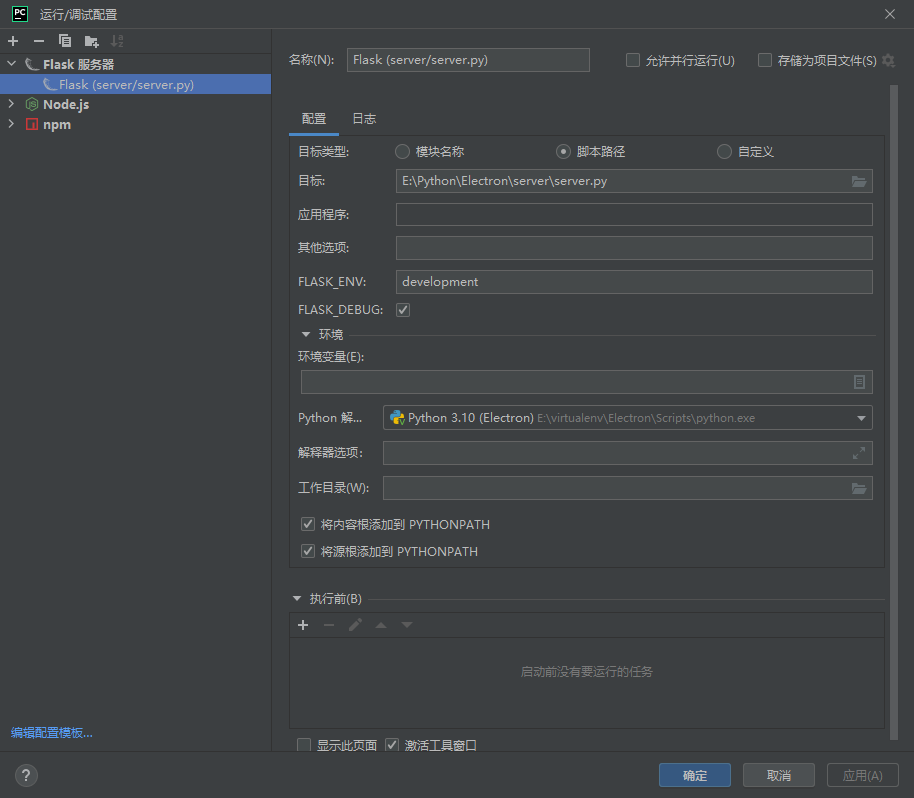 PC 运行/调试配置
Flask 服务器
Flask (server/server.py)
Node.js
npm
编辑配置模板...
名称(N): Flask (server/server.py) 允许并行运行(U) 存储为项目文件(S)
配置 日志
目标类型: 模块名称 脚本路径 自定义
目标: E:\Python\Electron\server\server.py
应用程序:
其他选项:
FLASK_ENV: development
FLASK_DEBUG:
环境
环境变量(E):
Python 解... Python 3.10 (Electron) E:\virtualenv\Electron\Scripts\python.exe
解释器选项:
工作目录(W):
将内容根添加到 PYTHONPATH
将源根添加到 PYTHONPATH
执行前(B)
启动前没有要运行的任务
显示此页面 激活工具窗口
? 确定 取消 应用(A)